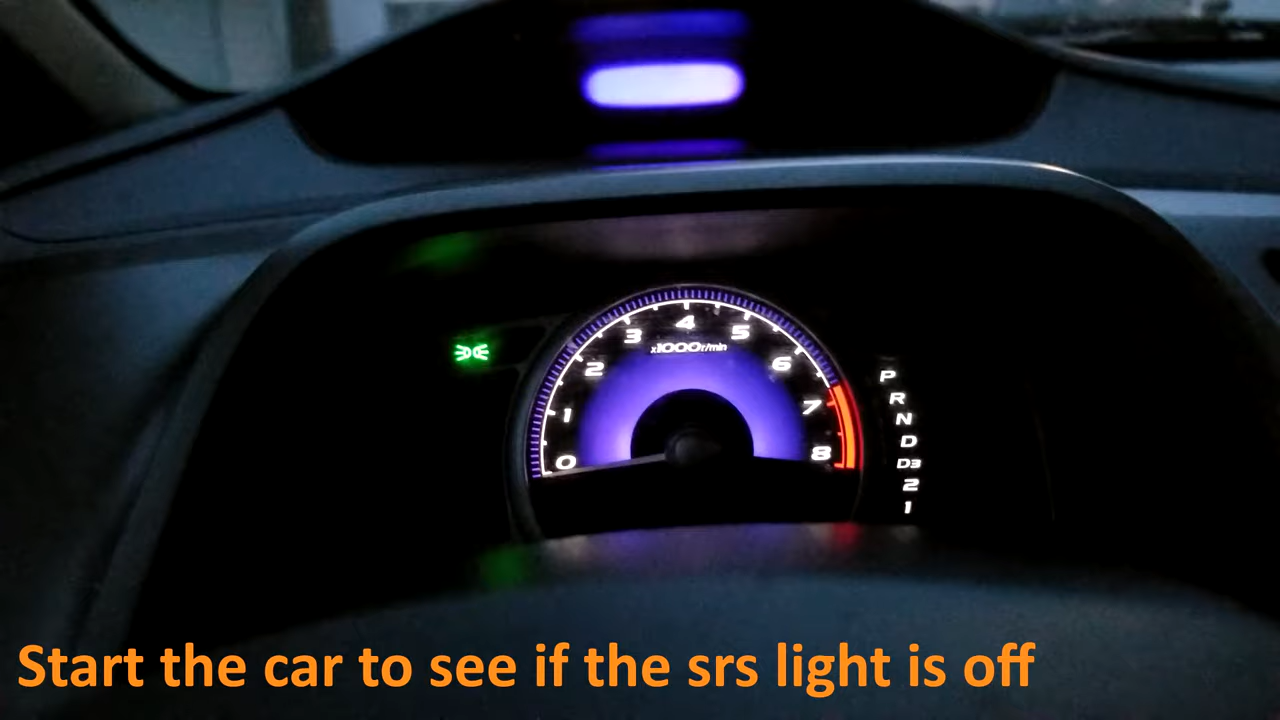 4
3 5
x1000r/min
2 6
1 7
0 8
P
R
N
D
D3
2
1
Start the car to see if the srs light is off